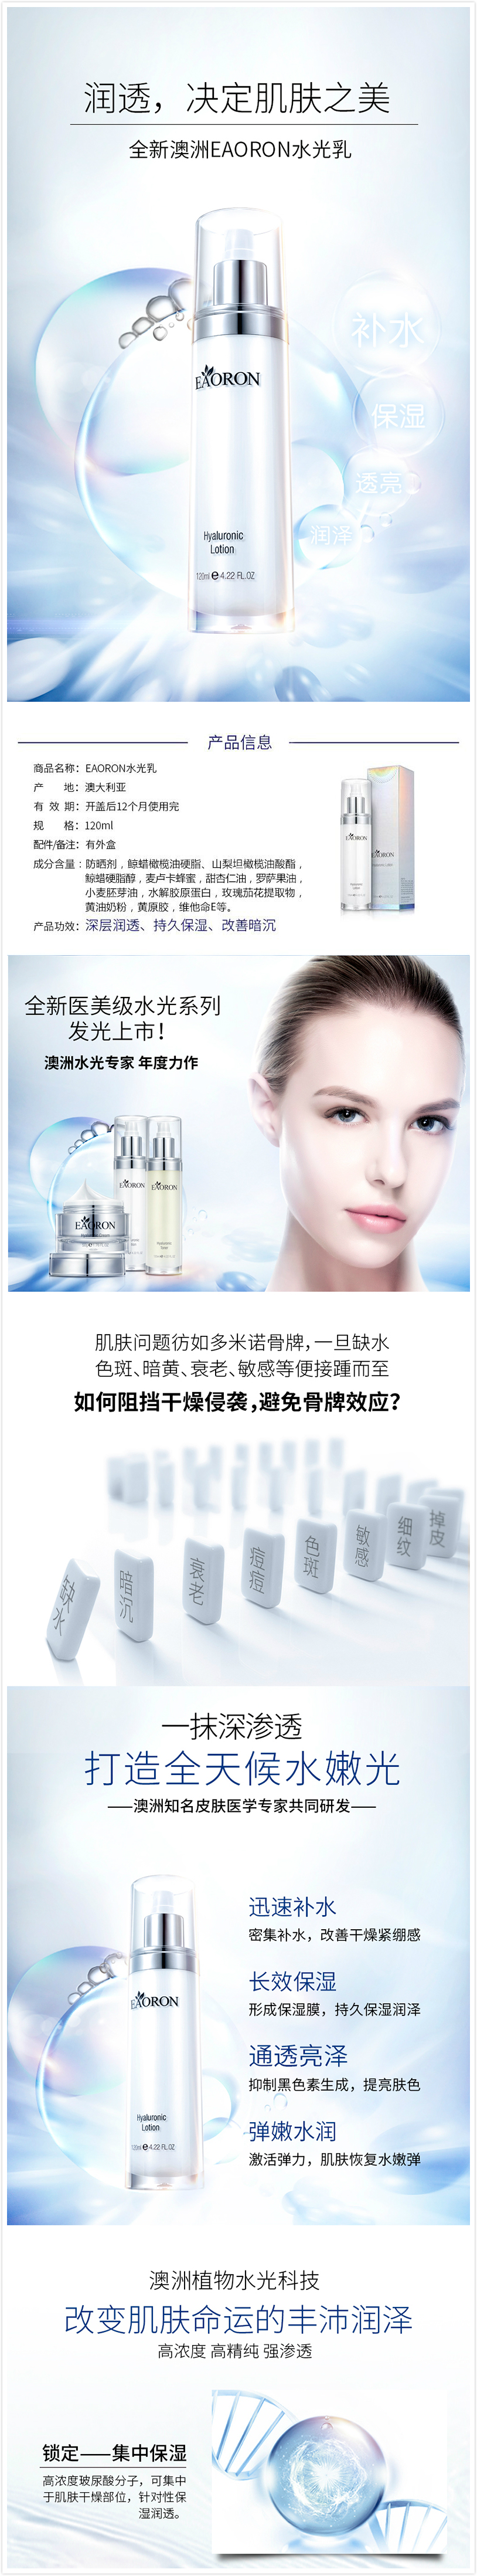 润透，决定肌肤之美
全新澳洲EAORON水光乳
补水
保湿
透亮
润泽
EAORON
Hyaluronic
Lotion
120ml e 4.22 FL.OZ
产品信息
商品名称：EAORON水光乳
产 地：澳大利亚
有 效 期：开盖后12个月使用完
规 格：120ml
配件/备注：有外盒
成分含量：防晒剂，鲸蜡橄榄油硬脂、山梨坦橄榄油酸酯，
鲸蜡硬脂醇，麦卢卡蜂蜜，甜杏仁油，罗萨果油，
小麦胚芽油，水解胶原蛋白，玫瑰茄花提取物，
黄油奶粉，黄原胶，维他命E等。
产品功效：深层润透、持久保湿、改善暗沉
EAORON
EAORON
全新医美级水光系列
发光上市！
澳洲水光专家 年度力作
EAORON
EAORON
EAORON
肌肤问题彷如多米诺骨牌，一旦缺水
色斑、暗黄、衰老、敏感等便接踵而至
如何阻挡干燥侵袭，避免骨牌效应？
缺水
暗沉
衰老
痘痘
色斑
敏感
细纹
掉皮
一抹深渗透
打造全天候水嫩光
——澳洲知名皮肤医学专家共同研发——
EAORON
Hyaluronic
Lotion
120ml e 4.22 FL.OZ
迅速补水
密集补水，改善干燥紧绷感
长效保湿
形成保湿膜，持久保湿润泽
通透亮泽
抑制黑色素生成，提亮肤色
弹嫩水润
激活弹力，肌肤恢复水嫩弹
澳洲植物水光科技
改变肌肤命运的丰沛润泽
高浓度 高精纯 强渗透
锁定——集中保湿
高浓度玻尿酸分子，可集中
于肌肤干燥部位，针对性保
湿润透。